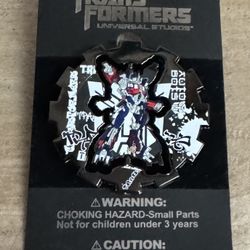 TRANSFORMERS
UNIVERSAL STUDIOS
⚠WARNING:
CHOKING HAZARD-Small Parts
Not for children under 3 years
⚠CAUTION: